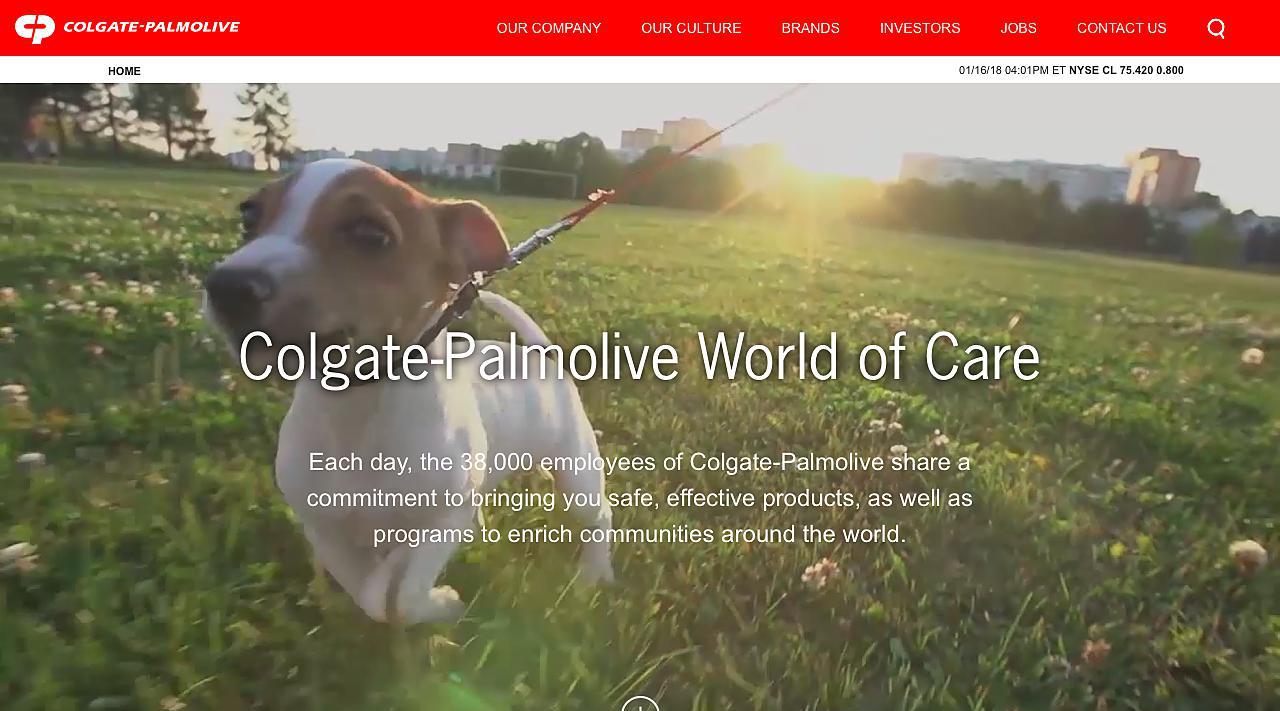 COLGATE-PALMOLIVE
OUR COMPANY OUR CULTURE BRANDS INVESTORS JOBS CONTACT US
HOME
01/16/18 04:01PM ET NYSE CL 75.420 0.800
Colgate-Palmolive World of Care
Each day, the 38,000 employees of Colgate-Palmolive share a
commitment to bringing you safe, effective products, as well as
programs to enrich communities around the world.